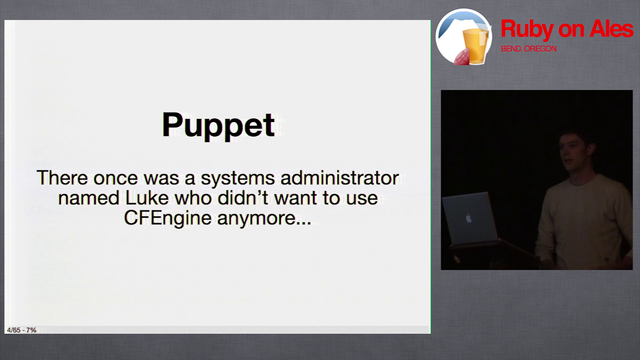 Ruby on Ales
BEND. OREGON
Puppet
There once was a systems administrator
named Luke who didn't want to use
CFEngine anymore...
4/65 - 7%